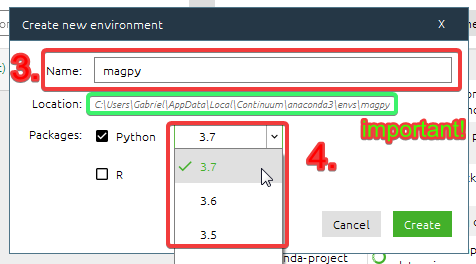 Create new environment X
3.
Name: magpy
Location: C:\Users\Gabriel\AppData\Local\Continuum\anaconda3\envs\magpy
important!
Packages: Python 3.7
4.
3.7
R
3.6
3.5
Cancel Create
nda-project